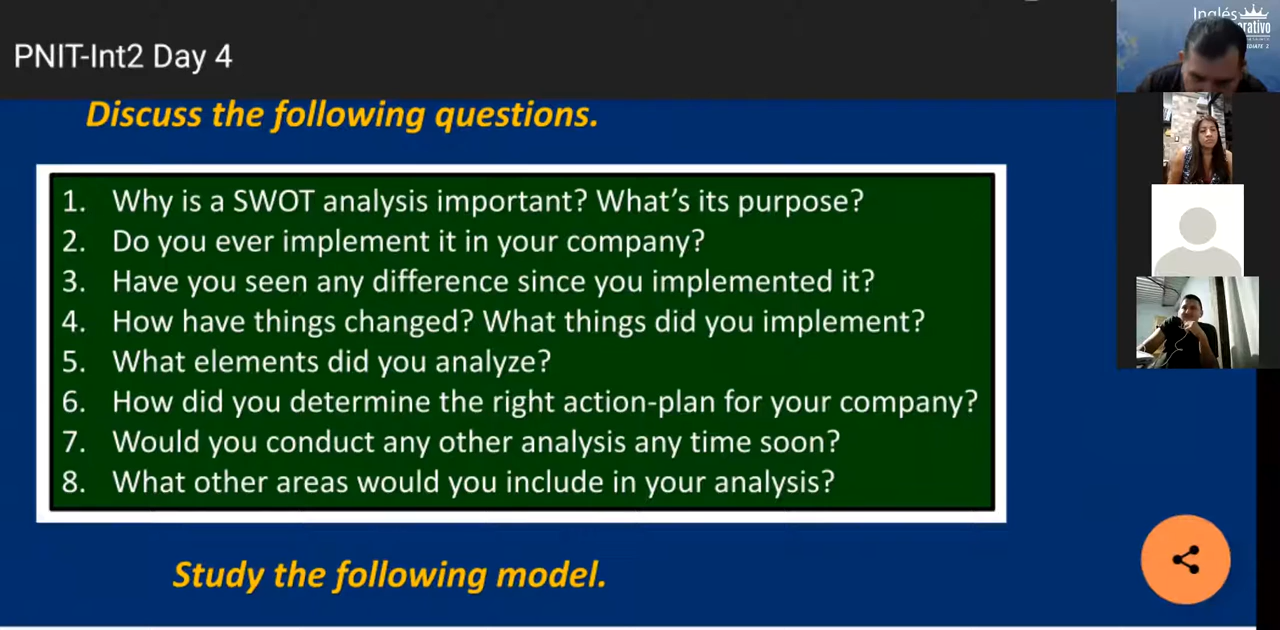 PNIT-Int2 Day 4
Inglés
Discuss the following questions.
1. Why is a SWOT analysis important? What's its purpose?
2. Do you ever implement it in your company?
3. Have you seen any difference since you implemented it?
4. How have things changed? What things did you implement?
5. What elements did you analyze?
6. How did you determine the right action-plan for your company?
7. Would you conduct any other analysis any time soon?
8. What other areas would you include in your analysis?
Study the following model.